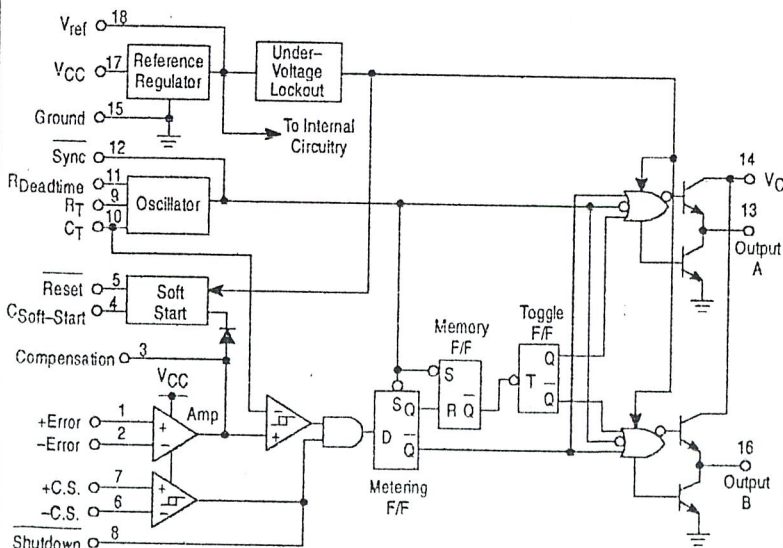 Vref 18
VCC 17
Reference
Regulator
Under–
Voltage
Lockout
Ground 15
To Internal
Circuitry
Sync 12
RDeadtime 11
RT 9
CT 10
Oscillator
14
VC
13
Output
A
Reset 5
CSoft–Start 4
Soft
Start
Compensation 3
Memory
F/F
Toggle
F/F
S
R Q
T
Q
Q
VCC
Amp
+Error 1
–Error 2
+
–
–
+
S
Q
D
Q
Metering
F/F
+C.S. 7
–C.S. 6
+
–
Shutdown 8
16
Output
B